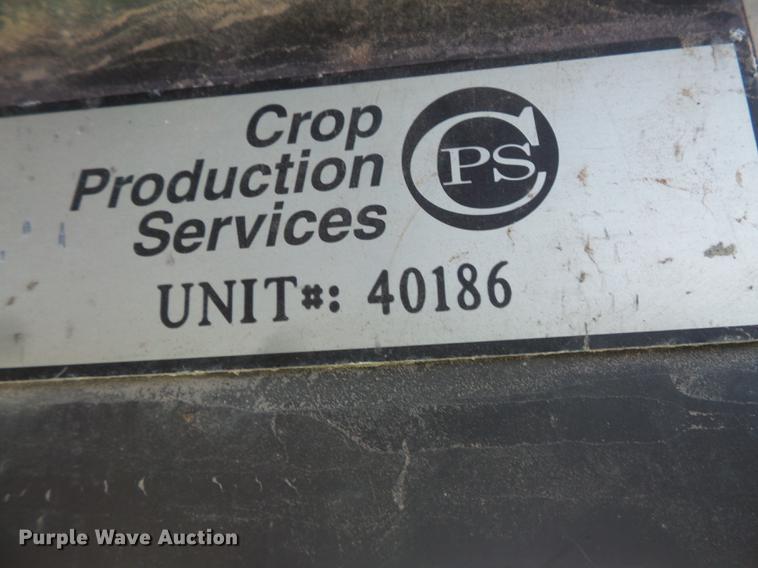 Crop
Production
Services
CPS
UNIT#: 40186
Purple Wave Auction